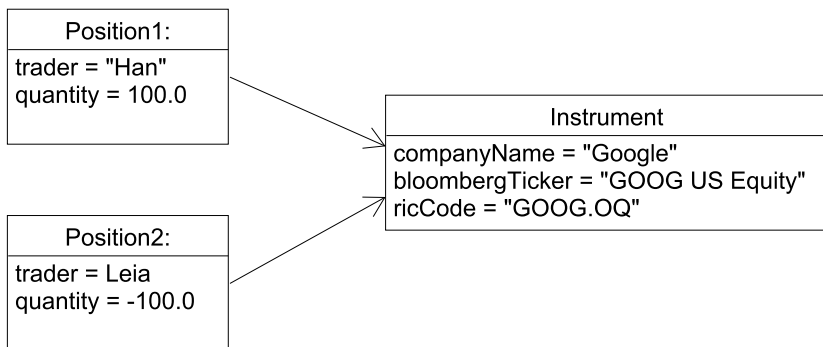 Position1:
trader = "Han"
quantity = 100.0
Instrument
companyName = "Google"
bloombergTicker = "GOOG US Equity"
ricCode = "GOOG.OQ"
Position2:
trader = Leia
quantity = -100.0